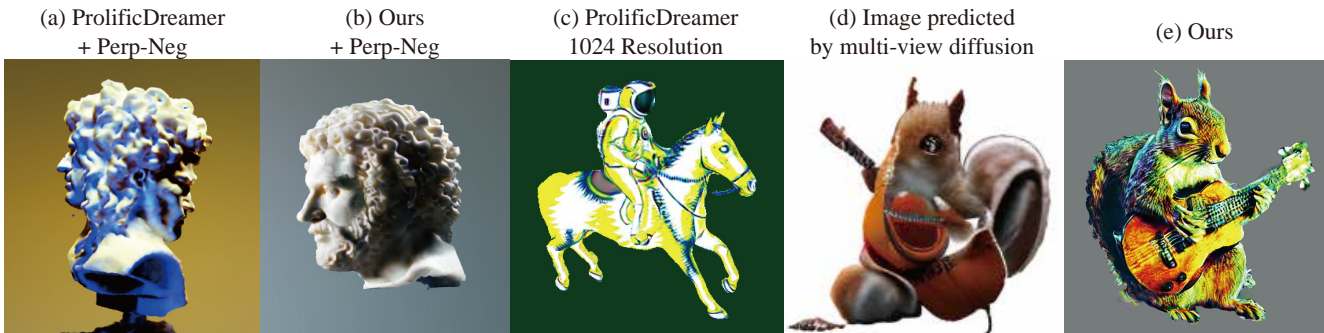 (a) ProlificDreamer
+ Perp-Neg
(b) Ours
+ Perp-Neg
(c) ProlificDreamer
1024 Resolution
(d) Image predicted
by multi-view diffusion
(e) Ours